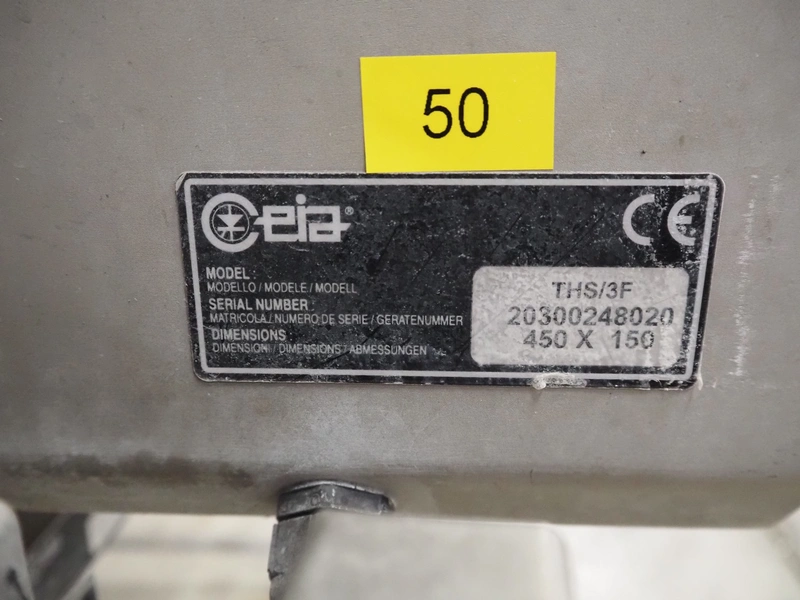 50
Ceia®
CE
MODEL :
MODELLO / MODELE / MODELL
THS/3F
SERIAL NUMBER :
MATRICOLA / NUMERO DE SERIE / GERATENUMMER
20300248020
DIMENSIONS :
DIMENSIONI / DIMENSIONS / ABMESSUNGEN
450 X 150